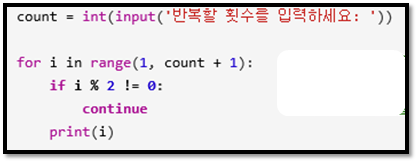 count = int(input('반복할 횟수를 입력하세요: '))
for i in range(1, count + 1):
    if i % 2 != 0:
        continue
    print(i)